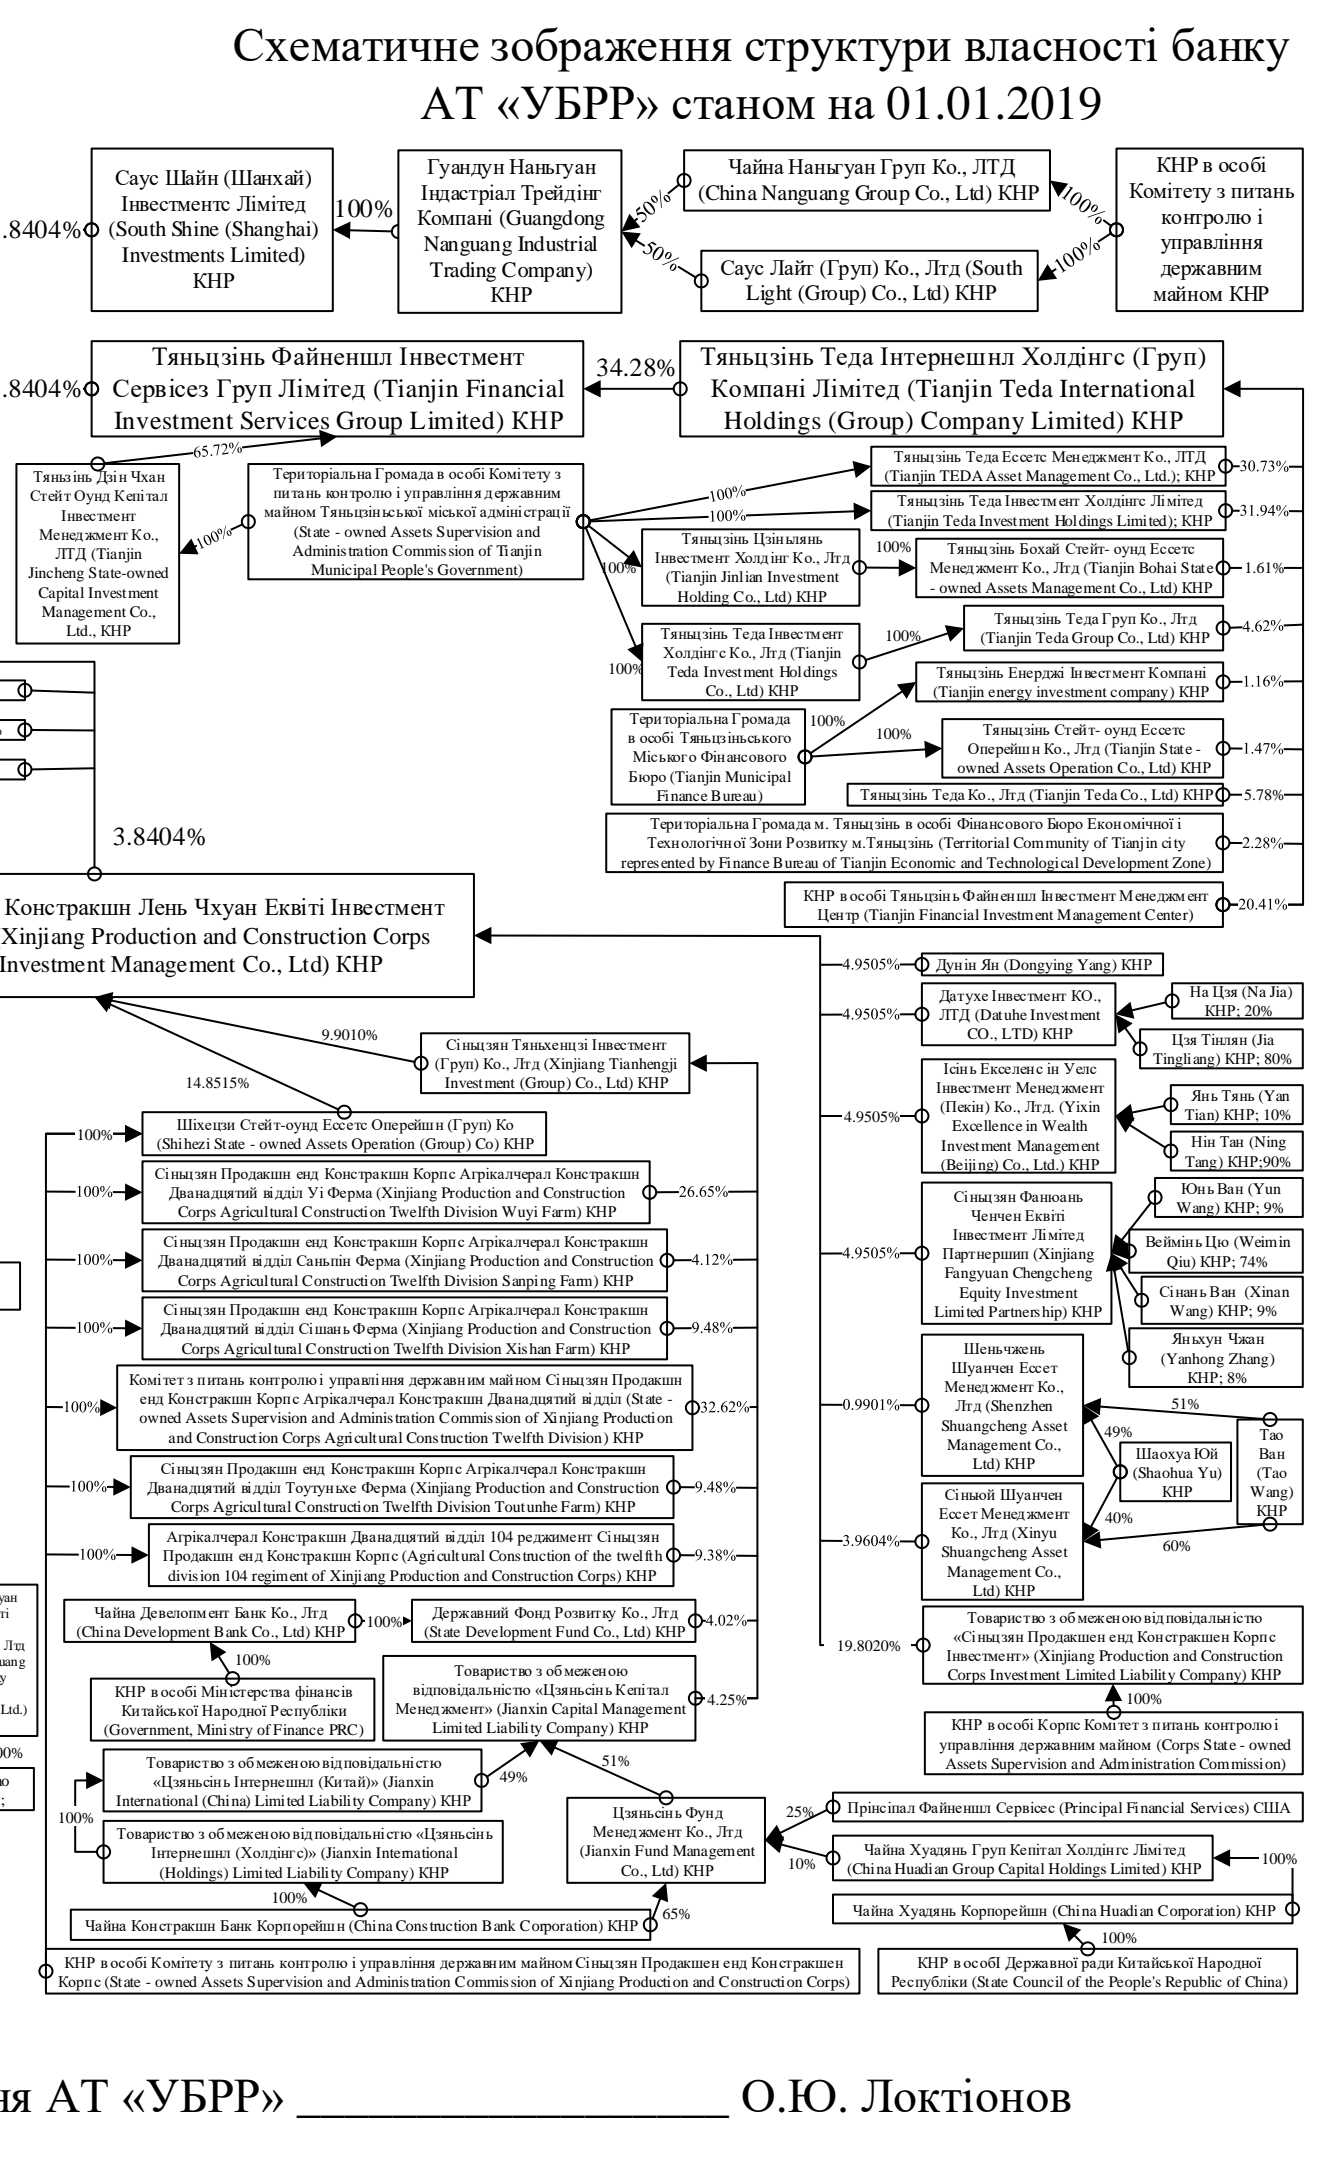 Схематичне зображення структури власності банку
АТ «УБРР» станом на 01.01.2019
.8404%
Саус Шайн (Шанхай)
Інвестментс Лімітед
(South Shine (Shanghai)
Investments Limited)
КНР
100%
Гуандун Наньгуан
Індастріал Трейдінг
Компані (Guangdong
Nanguang Industrial
Trading Company)
КНР
50%
50%
Чайна Наньгуан Груп Ко., ЛТД
(China Nanguang Group Co., Ltd) КНР
Саус Лайт (Груп) Ко., Лтд (South
Light (Group) Co., Ltd) КНР
100%
100%
КНР в особі
Комітету з питань
контролю і
управління
державним
майном КНР
.8404%
Тяньцзінь Файненшл Інвестмент
Сервісез Груп Лімітед (Tianjin Financial
Investment Services Group Limited) КНР
34.28%
Тяньцзінь Теда Інтернешнл Холдінгс (Груп)
Компані Лімітед (Tianjin Teda International
Holdings (Group) Company Limited) КНР
65.72%
Тяньзінь Дзін Чхан
Стейт Оунд Кепітал
Інвестмент
Менеджмент Ко.,
ЛТД (Tianjin
Jincheng State-owned
Capital Investment
Management Co.,
Ltd., КНР
100%
Територіальна Громада в особі Комітету з
питань контролю і управління державним
майном Тяньцзіньської міської адміністрації
(State - owned Assets Supervision and
Administration Commission of Tianjin
Municipal People's Government)
100%
100%
100%
100%
Тяньцзінь Теда Ессетс Менеджмент Ко., ЛТД
(Tianjin TEDA Asset Management Co., Ltd.); КНР
30.73%
Тяньцзінь Теда Інвестмент Холдінгс Лімітед
(Tianjin Teda Investment Holdings Limited); КНР
31.94%
Тяньцзінь Цзіньлянь
Інвестмент Холдінг Ко., Лтд
(Tianjin Jinlian Investment
Holding Co., Ltd) КНР
100%
Тяньцзінь Бохай Стейт- оунд Ессетс
Менеджмент Ко., Лтд (Tianjin Bohai State
- owned Assets Management Co., Ltd) КНР
1.61%
Тяньцзінь Теда Інвестмент
Холдінгс Ко., Лтд (Tianjin
Teda Investment Holdings
Co., Ltd) КНР
100%
Тяньцзінь Теда Груп Ко., Лтд
(Tianjin Teda Group Co., Ltd) КНР
4.62%
Тяньцзінь Енерджі Інвестмент Компані
(Tianjin energy investment company) КНР
1.16%
Територіальна Громада
в особі Тяньцзіньського
Міського Фінансового
Бюро (Tianjin Municipal
Finance Bureau)
100%
100%
Тяньцзінь Стейт- оунд Ессетс
Оперейшн Ко., Лтд (Tianjin State -
owned Assets Operation Co., Ltd) КНР
1.47%
Тяньцзінь Теда Ко., Лтд (Tianjin Teda Co., Ltd) КНР
5.78%
Територіальна Громада м. Тяньцзінь в особі Фінансового Бюро Економічної і
Технологічної Зони Розвитку м.Тяньцзінь (Territorial Community of Tianjin city
represented by Finance Bureau of Tianjin Economic and Technological Development Zone)
2.28%
КНР в особі Тяньцзінь Файненшл Інвестмент Менеджмент
Центр (Tianjin Financial Investment Management Center)
20.41%
3.8404%
Констракшн Лень Чхуан Еквіті Інвестмент
Xinjiang Production and Construction Corps
Investment Management Co., Ltd) КНР
9.9010%
14.8515%
Сіньцзян Тяньхенцзі Інвестмент
(Груп) Ко., Лтд (Xinjiang Tianhengji
Investment (Group) Co., Ltd) КНР
100%
Шіхецзи Стейт-оунд Ессетс Оперейшн (Груп) Ко
(Shihezi State - owned Assets Operation (Group) Co) КНР
100%
Сіньцзян Продакшн енд Констракшн Корпс Агрікалчерал Констракшн
Дванадцятий відділ Уі Ферма (Xinjiang Production and Construction
Corps Agricultural Construction Twelfth Division Wuyi Farm) КНР
26.65%
100%
Сіньцзян Продакшн енд Констракшн Корпс Агрікалчерал Констракшн
Дванадцятий відділ Саньпін Ферма (Xinjiang Production and Construction
Corps Agricultural Construction Twelfth Division Sanping Farm) КНР
4.12%
100%
Сіньцзян Продакшн енд Констракшн Корпс Агрікалчерал Констракшн
Дванадцятий відділ Сішань Ферма (Xinjiang Production and Construction
Corps Agricultural Construction Twelfth Division Xishan Farm) КНР
9.48%
100%
Комітет з питань контролю і управління державним майном Сіньцзян Продакшн
енд Констракшн Корпс Агрікалчерал Констракшн Дванадцятий відділ (State -
owned Assets Supervision and Administration Commission of Xinjiang Production
and Construction Corps Agricultural Construction Twelfth Division) КНР
32.62%
100%
Сіньцзян Продакшн енд Констракшн Корпс Агрікалчерал Констракшн
Дванадцятий відділ Тоутуньхе Ферма (Xinjiang Production and Construction
Corps Agricultural Construction Twelfth Division Toutunhe Farm) КНР
9.48%
100%
Агрікалчерал Констракшн Дванадцятий відділ 104 реджимент Сіньцзян
Продакшн енд Констракшн Корпс (Agricultural Construction of the twelfth
division 104 regiment of Xinjiang Production and Construction Corps) КНР
9.38%
Чайна Девелопмент Банк Ко., Лтд
(China Development Bank Co., Ltd) КНР
100%
Державний Фонд Розвитку Ко., Лтд
(State Development Fund Co., Ltd) КНР
4.02%
100%
КНР в особі Міністерства фінансів
Китайської Народної Республіки
(Government, Ministry of Finance PRC)
Товариство з обмеженою
відповідальністю «Цзяньсінь Кепітал
Менеджмент» (Jianxin Capital Management
Limited Liability Company) КНР
4.25%
Товариство з обмеженою відповідальністю
«Цзяньсінь Інтернешнл (Китай)» (Jianxin
International (China) Limited Liability Company) КНР
49%
51%
100%
Товариство з обмеженою відповідальністю «Цзяньсінь
Інтернешнл (Холдінгс)» (Jianxin International
(Holdings) Limited Liability Company) КНР
Цзяньсінь Фунд
Менеджмент Ко., Лтд
(Jianxin Fund Management
Co., Ltd) КНР
100%
65%
Чайна Констракшн Банк Корпорейшн (China Construction Bank Corporation) КНР
КНР в особі Комітету з питань контролю і управління державним майном Сіньцзян Продакшен енд Констракшен
Корпс (State - owned Assets Supervision and Administration Commission of Xinjiang Production and Construction Corps)
4.9505%
Дунін Ян (Dongying Yang) КНР
4.9505%
Датухе Інвестмент КО.,
ЛТД (Datuhe Investment
CO., LTD) КНР
На Цзя (Na Jia)
КНР; 20%
Цзя Тінлян (Jia
Tingliang) КНР; 80%
4.9505%
Ісінь Екселенс ін Уелс
Інвестмент Менеджмент
(Пекін) Ко., Лтд. (Yixin
Excellence in Wealth
Investment Management
(Beijing) Co., Ltd.) КНР
Янь Тянь (Yan
Tian) КНР; 10%
Нін Тан (Ning
Tang) КНР;90%
4.9505%
Сіньцзян Фанюань
Ченчен Еквіті
Інвестмент Лімітед
Партнершип (Xinjiang
Fangyuan Chengcheng
Equity Investment
Limited Partnership) КНР
Юнь Ван (Yun
Wang) КНР; 9%
Веймінь Цю (Weimin
Qiu) КНР; 74%
Сінань Ван (Xinan
Wang) КНР; 9%
Яньхун Чжан
(Yanhong Zhang)
КНР; 8%
0.9901%
Шеньчжень
Шуанчен Ессет
Менеджмент Ко.,
Лтд (Shenzhen
Shuangcheng Asset
Management Co.,
Ltd) КНР
51%
49%
Шаохуа Юй
(Shaohua Yu)
КНР
Тао
Ван
(Tao
Wang)
КНР
3.9604%
Сіньюй Шуанчен
Ессет Менеджмент
Ко., Лтд (Xinyu
Shuangcheng Asset
Management Co.,
Ltd) КНР
40%
60%
19.8020%
Товариство з обмеженою відповідальністю
«Сіньцзян Продакшен енд Констракшен Корпс
Інвестмент» (Xinjiang Production and Construction
Corps Investment Limited Liability Company) КНР
100%
КНР в особі Корпс Комітет з питань контролю і
управління державним майном (Corps State - owned
Assets Supervision and Administration Commission)
25%
Прінсіпал Файненшл Сервісес (Principal Financial Services) США
10%
Чайна Хуадянь Груп Кепітал Холдінгс Лімітед
(China Huadian Group Capital Holdings Limited) КНР
100%
Чайна Хуадянь Корпорейшн (China Huadian Corporation) КНР
100%
КНР в особІ Державної ради Китайської Народної
Республіки (State Council of the People's Republic of China)
уан
ті
Лтд
uang
y
Ltd.)
00%
ня АТ «УБРР» __________________ О.Ю. Локтіонов